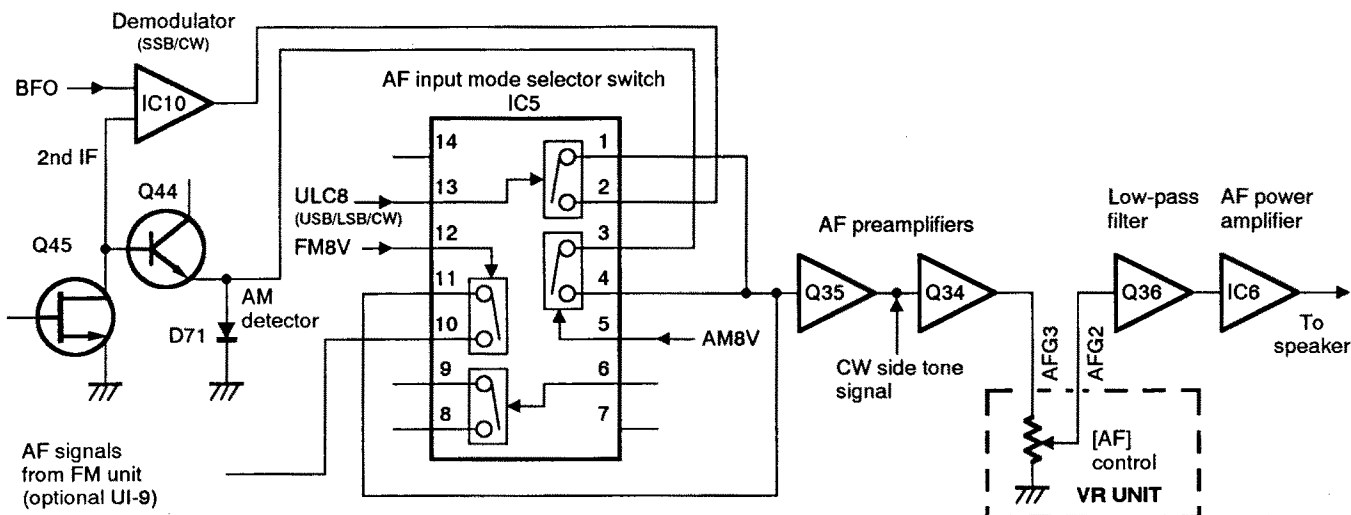 Demodulator
(SSB/CW)
BFO
IC10
2nd IF
Q44
Q45
AM
detector
D71
AF signals
from FM unit
(optional UI-9)
AF input mode selector switch
IC5
14
13
12
11
10
9
8
1
2
3
4
5
6
7
ULC8
(USB/LSB/CW)
FM8V
AM8V
AF preamplifiers
Q35
Q34
CW side tone
signal
Low-pass
filter
Q36
AF power
amplifier
IC6
To
speaker
AFG3
AFG2
[AF]
control
VR UNIT